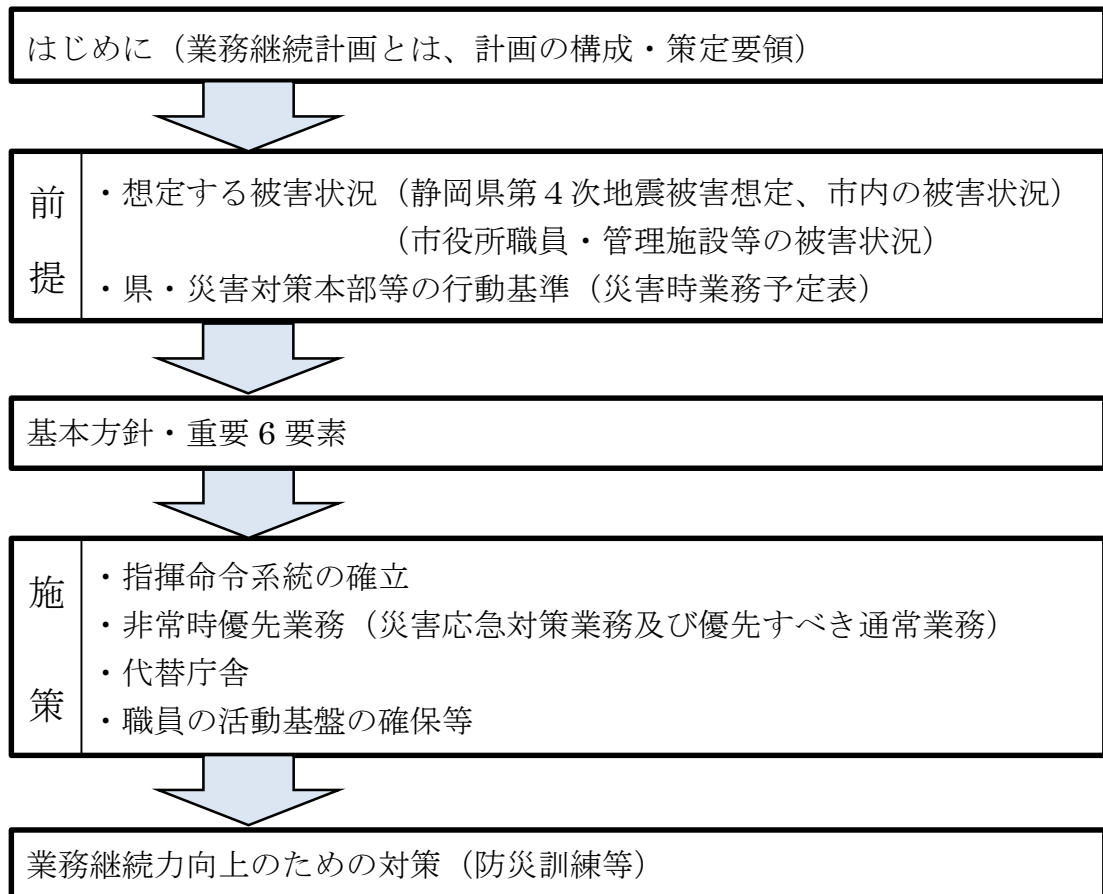 はじめに（業務継続計画とは、計画の構成・策定要領）
前提
・想定する被害状況（静岡県第４次地震被害想定、市内の被害状況）
（市役所職員・管理施設等の被害状況）
・県・災害対策本部等の行動基準（災害時業務予定表）
基本方針・重要６要素
施策
・指揮命令系統の確立
・非常時優先業務（災害応急対策業務及び優先すべき通常業務）
・代替庁舎
・職員の活動基盤の確保等
業務継続力向上のための対策（防災訓練等）